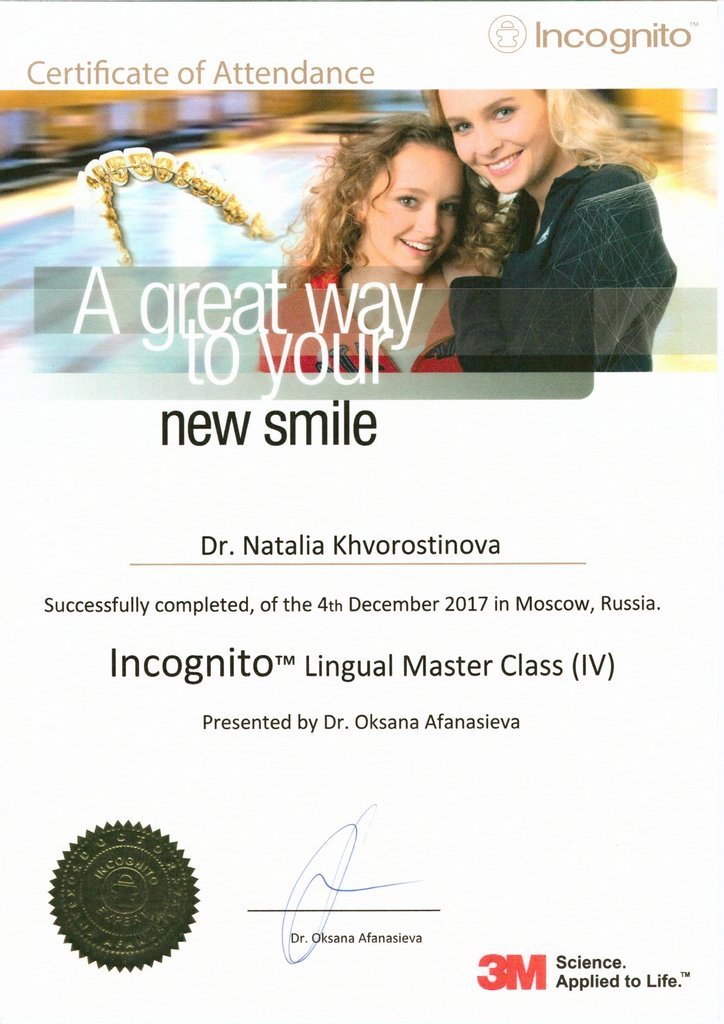 Incognito™
Certificate of Attendance
A great way
to your
new smile
Dr. Natalia Khvorostinova
Successfully completed, of the 4th December 2017 in Moscow, Russia.
Incognito™ Lingual Master Class (IV)
Presented by Dr. Oksana Afanasieva
INCOGNITO
EXPERT
Dr. Oksana Afanasieva
3M Science.
Applied to Life.™